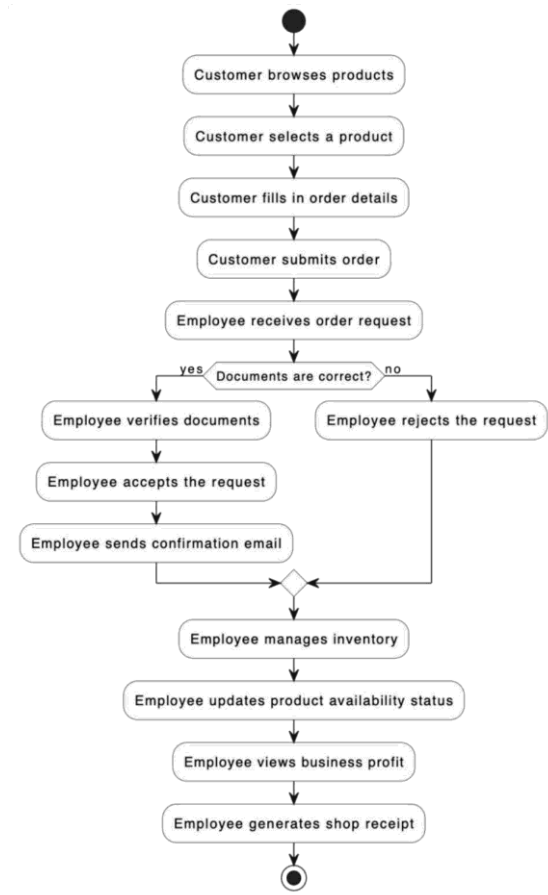 Customer browses products
Customer selects a product
Customer fills in order details
Customer submits order
Employee receives order request
yes
Documents are correct?
no
Employee verifies documents
Employee rejects the request
Employee accepts the request
Employee sends confirmation email
Employee manages inventory
Employee updates product availability status
Employee views business profit
Employee generates shop receipt